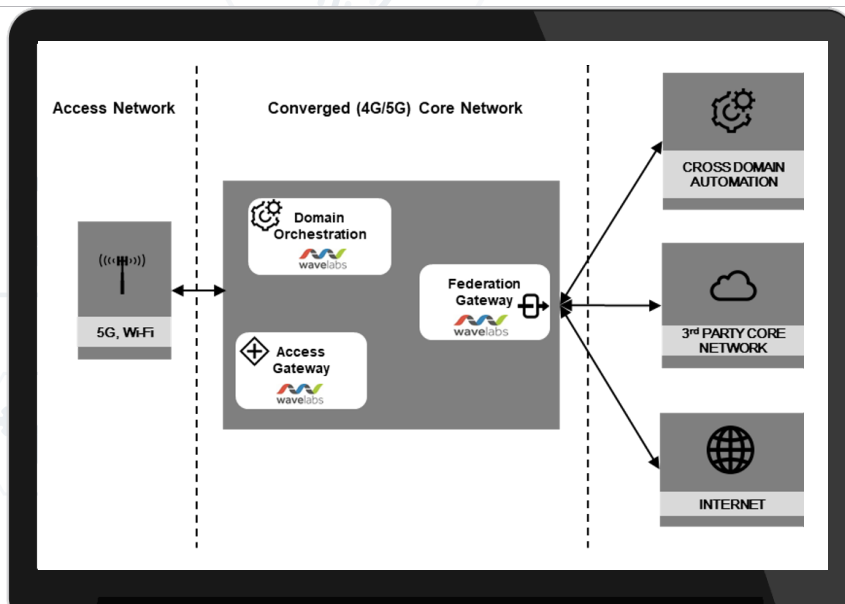 Access Network
Converged (4G/5G) Core Network
CROSS DOMAIN
AUTOMATION
Domain
Orchestration
wavelabs
Federation
Gateway
wavelabs
5G, Wi-Fi
3rd PARTY CORE
NETWORK
Access
Gateway
wavelabs
INTERNET